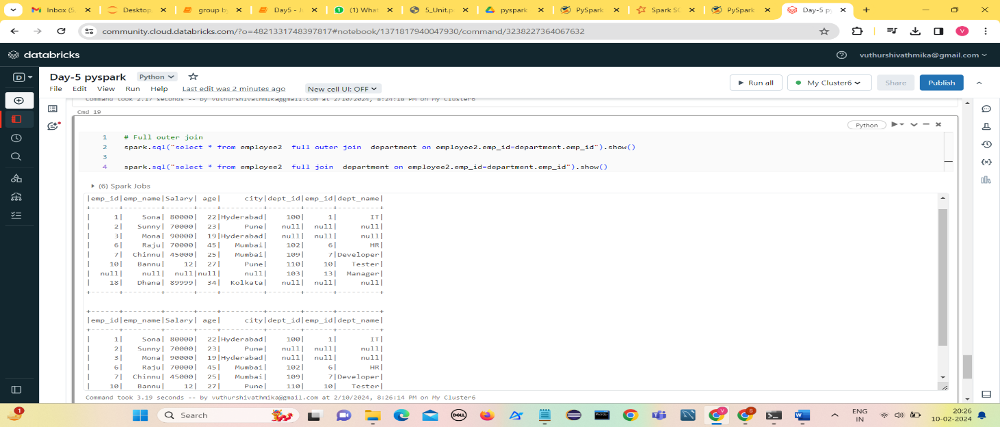 Inbox (5
Desktop
group b
Day5 - J
(1) What
5_Unit.p
pyspark
PySpark
Spark SC
PySpark
Day-5 py
community.cloud.databricks.com/?o=4821331748397817#notebook/1371817940047930/command/3238227364067632
V
databricks
vuthurshivathmika@gmail.com
D
Day-5 pyspark
Python
File Edit View Run Help Last edit was 2 minutes ago New cell UI: OFF
Run all
My Cluster6
Share
Publish
Command took 2.17 seconds -- by vuthurshivathmika@gmail.com at 2/10/2024, 8:24:18 PM on My Cluster6
Cmd 19
Python
1 # Full outer join
2 spark.sql("select * from employee2  full outer join  department on employee2.emp_id=department.emp_id").show()
3
4 spark.sql("select * from employee2  full join  department on employee2.emp_id=department.emp_id").show()
(6) Spark Jobs
|emp_id|emp_name|Salary| age|     city|dept_id|emp_id|dept_name|
+------+--------+------+----+---------+-------+------+---------+
|     1|    Sona| 80000|  22|Hyderabad|    100|     1|       IT|
|     2|   Sunny| 70000|  23|     Pune|   null|  null|     null|
|     3|    Mona| 90000|  19|Hyderabad|   null|  null|     null|
|     6|    Raju| 70000|  45|   Mumbai|    102|     6|       HR|
|     7|  Chinnu| 45000|  25|   Mumbai|    109|     7|Developer|
|    10|   Bannu|    12|  27|     Pune|    110|    10|   Tester|
|  null|    null|  null|null|     null|    103|    13|  Manager|
|    18|   Dhana| 89999|  34|  Kolkata|   null|  null|     null|
+------+--------+------+----+---------+-------+------+---------+
+------+--------+------+----+---------+-------+------+---------+
|emp_id|emp_name|Salary| age|     city|dept_id|emp_id|dept_name|
+------+--------+------+----+---------+-------+------+---------+
|     1|    Sona| 80000|  22|Hyderabad|    100|     1|       IT|
|     2|   Sunny| 70000|  23|     Pune|   null|  null|     null|
|     3|    Mona| 90000|  19|Hyderabad|   null|  null|     null|
|     6|    Raju| 70000|  45|   Mumbai|    102|     6|       HR|
|     7|  Chinnu| 45000|  25|   Mumbai|    109|     7|Developer|
|    10|   Bannu|    12|  27|     Pune|    110|    10|   Tester|
Command took 3.19 seconds -- by vuthurshivathmika@gmail.com at 2/10/2024, 8:26:14 PM on My Cluster6
1
Search
DELL
MySQL
V
S
W
ENG
IN
20:26
10-02-2024